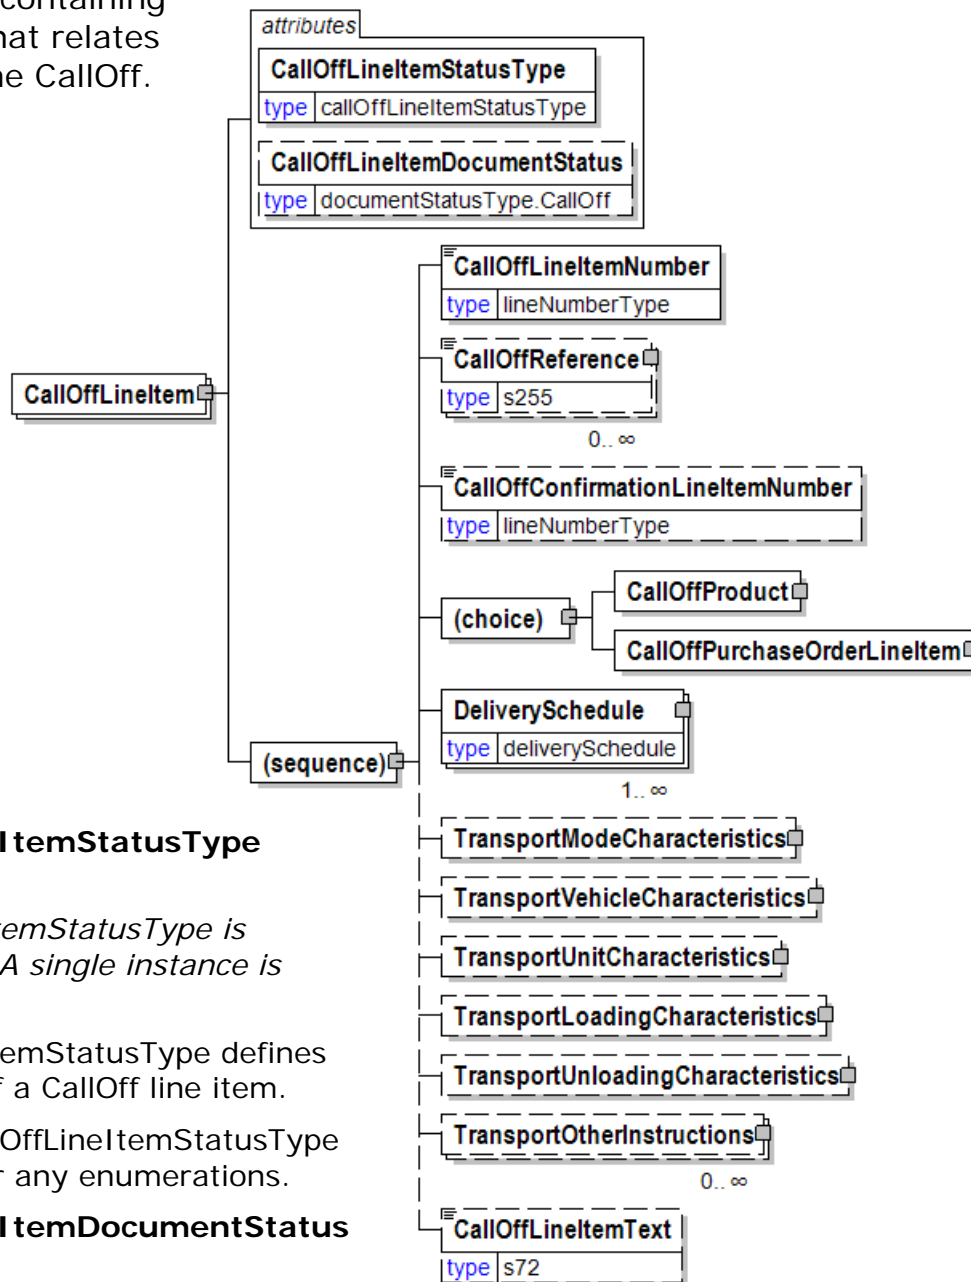 containing
hat relates
ne CallOff.
attributes
CallOffLineItemStatusType
type callOffLineItemStatusType
CallOffLineItemDocumentStatus
type documentStatusType.CallOff
CallOffLineItemNumber
type lineNumberType
CallOffReference
type s255
0..∞
CallOffLineItem
CallOffConfirmationLineItemNumber
type lineNumberType
(choice)
CallOffProduct
CallOffPurchaseOrderLineItem
DeliverySchedule
type deliverySchedule
1..∞
(sequence)
TransportModeCharacteristics
TransportVehicleCharacteristics
TransportUnitCharacteristics
TransportLoadingCharacteristics
TransportUnloadingCharacteristics
TransportOtherInstructions
0..∞
CallOffLineItemText
type s72
ItemStatusType
temStatusType is
A single instance is
temStatusType defines
f a CallOff line item.
OffLineItemStatusType
r any enumerations.
ItemDocumentStatus